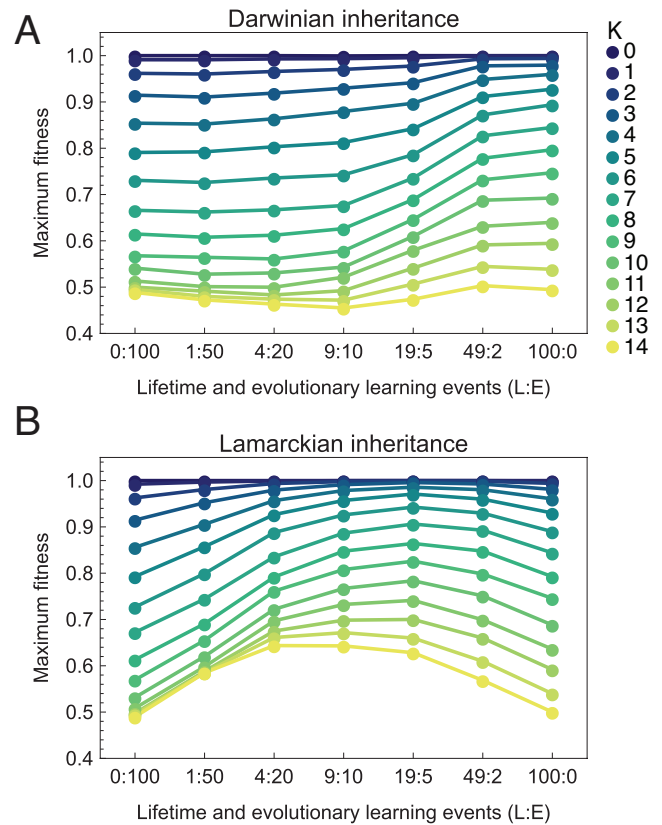 A
Darwinian inheritance
Maximum fitness
1.0
0.9
0.8
0.7
0.6
0.5
0.4
0:100 1:50 4:20 9:10 19:5 49:2 100:0
Lifetime and evolutionary learning events (L:E)
K
0
1
2
3
4
5
6
7
8
9
10
11
12
13
14
B
Lamarckian inheritance
Maximum fitness
1.0
0.9
0.8
0.7
0.6
0.5
0.4
0:100 1:50 4:20 9:10 19:5 49:2 100:0
Lifetime and evolutionary learning events (L:E)